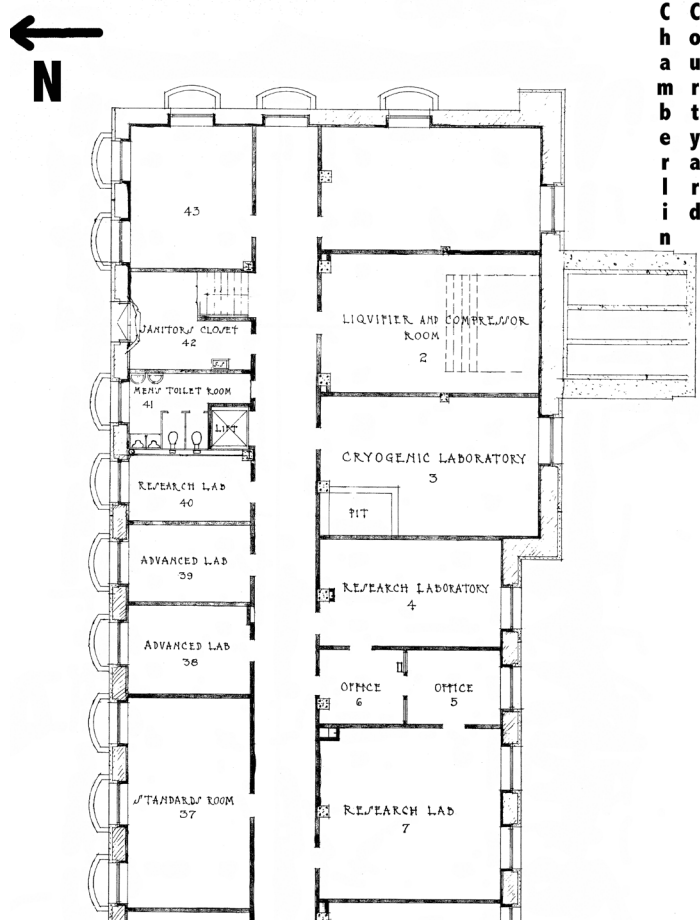 N
Chamberlin
Courtyard
43
JANITORS CLOSET
42
MEN'S TOILET ROOM
41
LIFT
RESEARCH LAB
40
ADVANCED LAB
39
ADVANCED LAB
38
STANDARDS ROOM
37
LIQVIFIER AND COMPRESSOR
ROOM
2
CRYOGENIC LABORATORY
3
PIT
RESEARCH LABORATORY
4
OFFICE
6
OFFICE
5
RESEARCH LAB
7